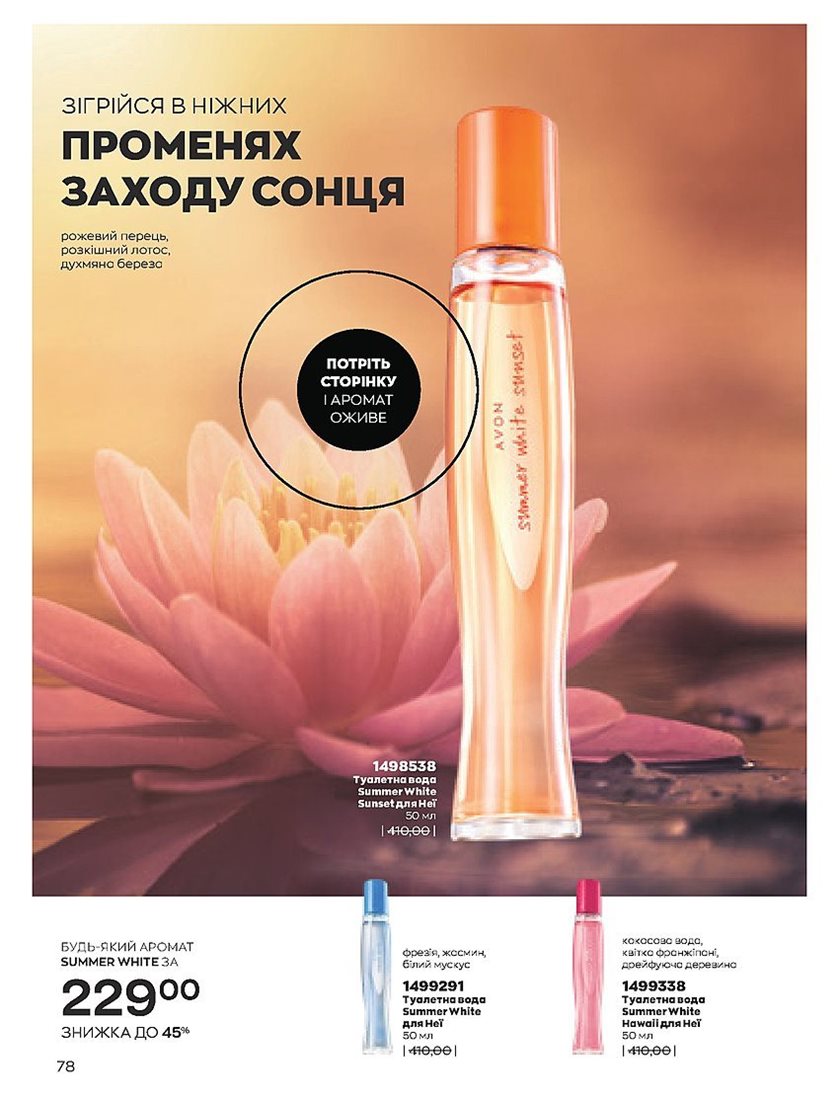 ЗІГРІЙСЯ В НІЖНИХ
ПРОМЕНЯХ
ЗАХОДУ СОНЦЯ
рожевий перець,
розкішний лотос,
духмяна береза
ПОТРІТЬ
СТОРІНКУ
І АРОМАТ
ОЖИВЕ
AVON
summer white sunset
1498538
Туалетна вода
Summer White
Sunset для Неї
50 мл
| 410,00 |
БУДЬ-ЯКИЙ АРОМАТ
SUMMER WHITE ЗА
229⁰⁰
ЗНИЖКА ДО 45%
фрезія, жасмин,
білий мускус
1499291
Туалетна вода
Summer White
для Неї
50 мл
| 410,00 |
кокосова вода,
квітка франжіпані,
дрейфуюча деревина
1499338
Туалетна вода
Summer White
Hawaii для Неї
50 мл
| 410,00 |
78